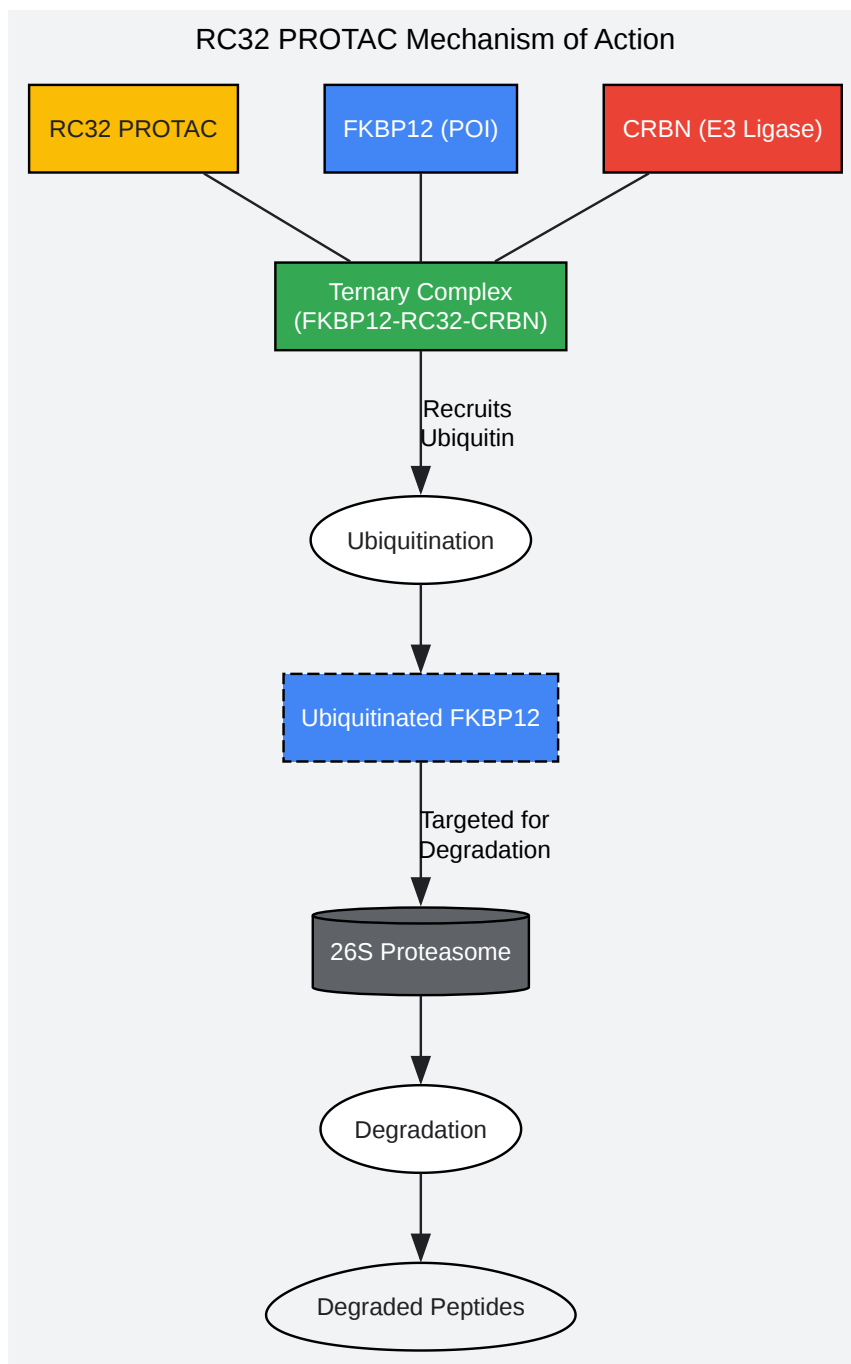 RC32 PROTAC Mechanism of Action
RC32 PROTAC
FKBP12 (POI)
CRBN (E3 Ligase)
Ternary Complex
(FKBP12-RC32-CRBN)
Recruits
Ubiquitin
Ubiquitination
Ubiquitinated FKBP12
Targeted for
Degradation
26S Proteasome
Degradation
Degraded Peptides